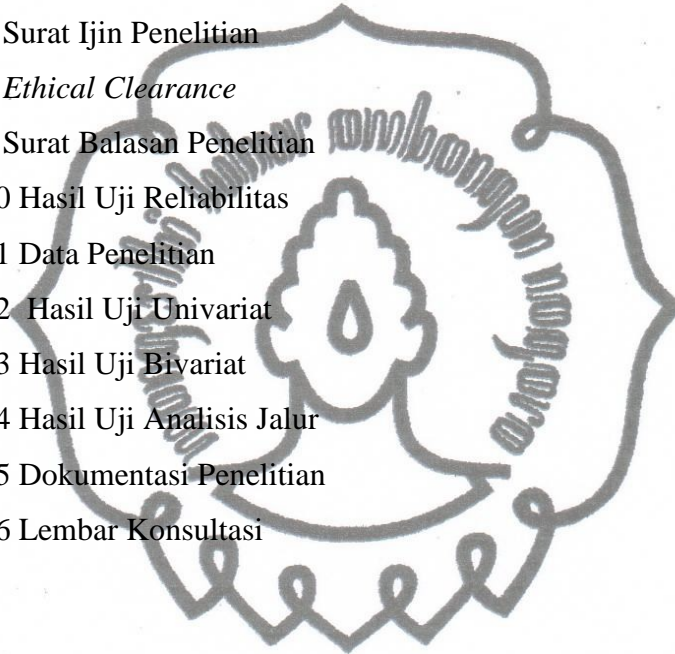 Surat Ijin Penelitian
Ethical Clearance
Surat Balasan Penelitian
0 Hasil Uji Reliabilitas
1 Data Penelitian
2 Hasil Uji Univariat
3 Hasil Uji Bivariat
4 Hasil Uji Analisis Jalur
5 Dokumentasi Penelitian
6 Lembar Konsultasi